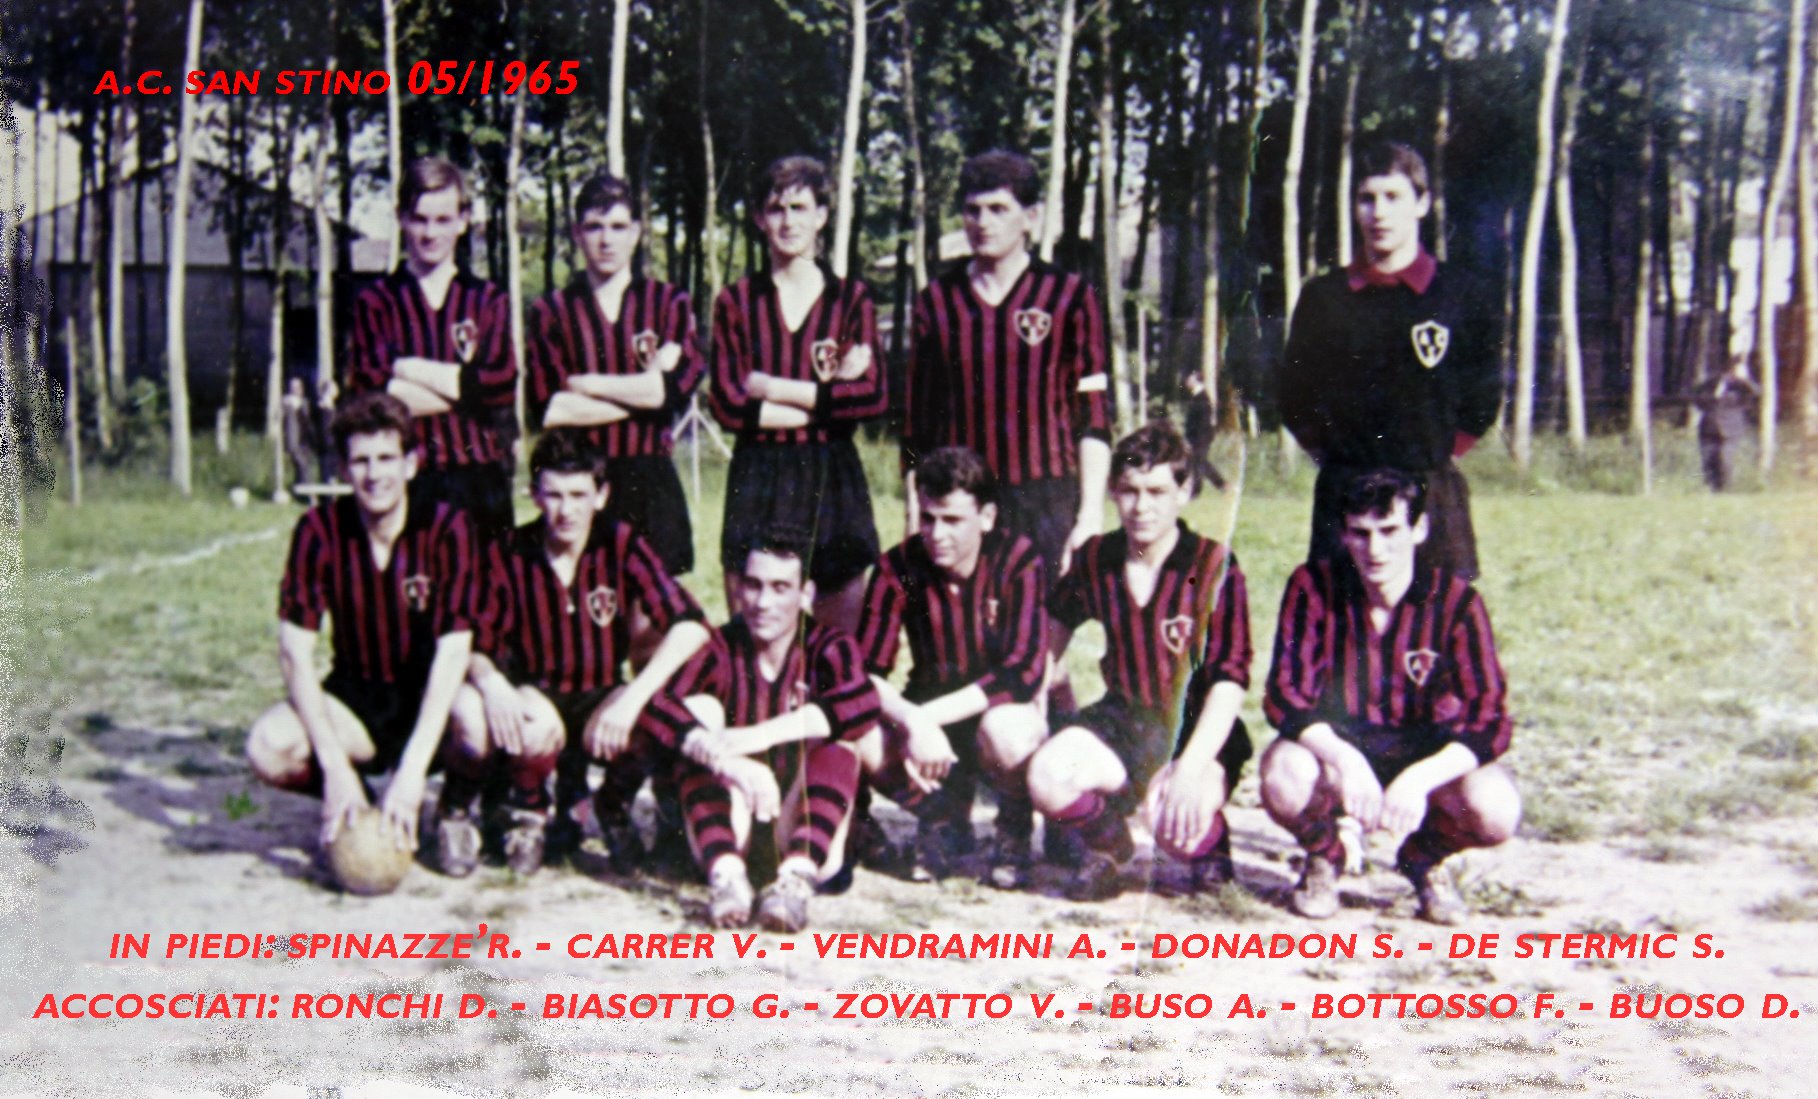 A.C. SAN STINO 05/1965
IN PIEDI: SPINAZZE'R. - CARRER V. - VENDRAMINI A. - DONADON S. - DE STERMIC S.
ACCOSCIATI: RONCHI D. - BIASOTTO G. - ZOVATTO V. - BUSO A. - BOTTOSSO F. - BUOSO D.